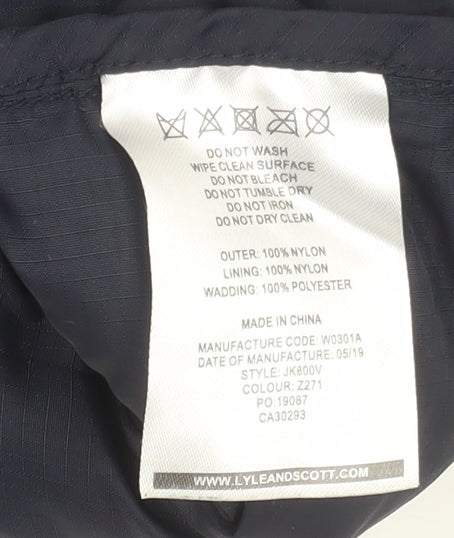 DO NOT WASH
WIPE CLEAN SURFACE
DO NOT BLEACH
DO NOT TUMBLE DRY
DO NOT IRON
DO NOT DRY CLEAN
OUTER: 100% NYLON
LINING: 100% NYLON
WADDING: 100% POLYESTER
MADE IN CHINA
MANUFACTURE CODE: W0301A
DATE OF MANUFACTURE: 05/19
STYLE: JK800V
COLOUR: Z271
PO:19087
CA30293
WWW.LYLEANDSCOTT.COM